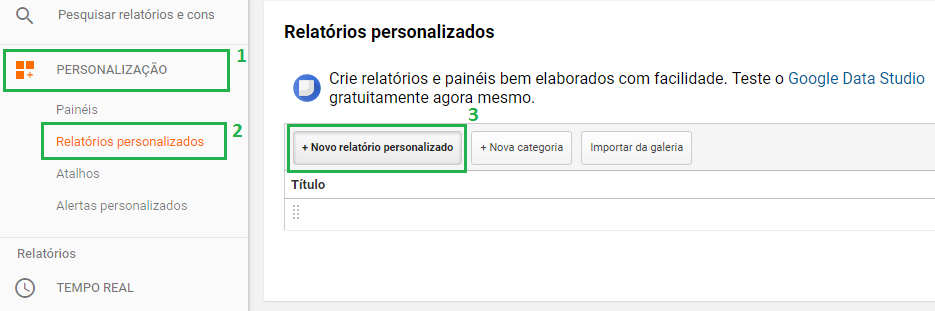 Pesquisar relatórios e cons
1
PERSONALIZAÇÃO
Painéis
2
Relatórios personalizados
Atalhos
Alertas personalizados
Relatórios
TEMPO REAL
Relatórios personalizados
Crie relatórios e painéis bem elaborados com facilidade. Teste o Google Data Studio
gratuitamente agora mesmo.
3
+ Novo relatório personalizado
+ Nova categoria
Importar da galeria
Título